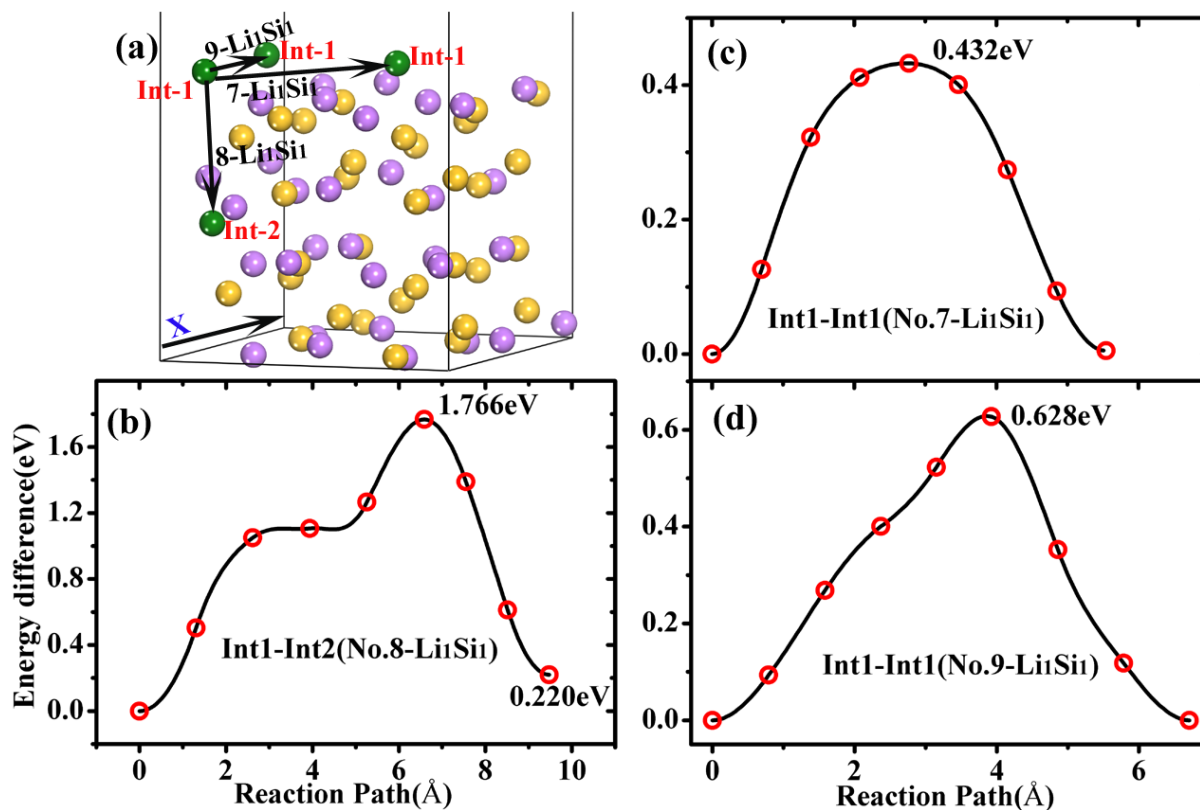 (a)
9-Li₁Si₁
Int-1
Int-1
Int-1
7-Li₁Si₁
8-Li₁Si₁
Int-2
X
(b)
1.766eV
Int1-Int2(No.8-Li₁Si₁)
0.220eV
Energy difference(eV)
1.6
1.2
0.8
0.4
0.0
0 2 4 6 8 10
Reaction Path(Å)
(c)
0.432eV
Int1-Int1(No.7-Li₁Si₁)
0.4
0.2
0.0
(d)
0.628eV
Int1-Int1(No.9-Li₁Si₁)
0.6
0.4
0.2
0.0
0 2 4 6
Reaction Path(Å)